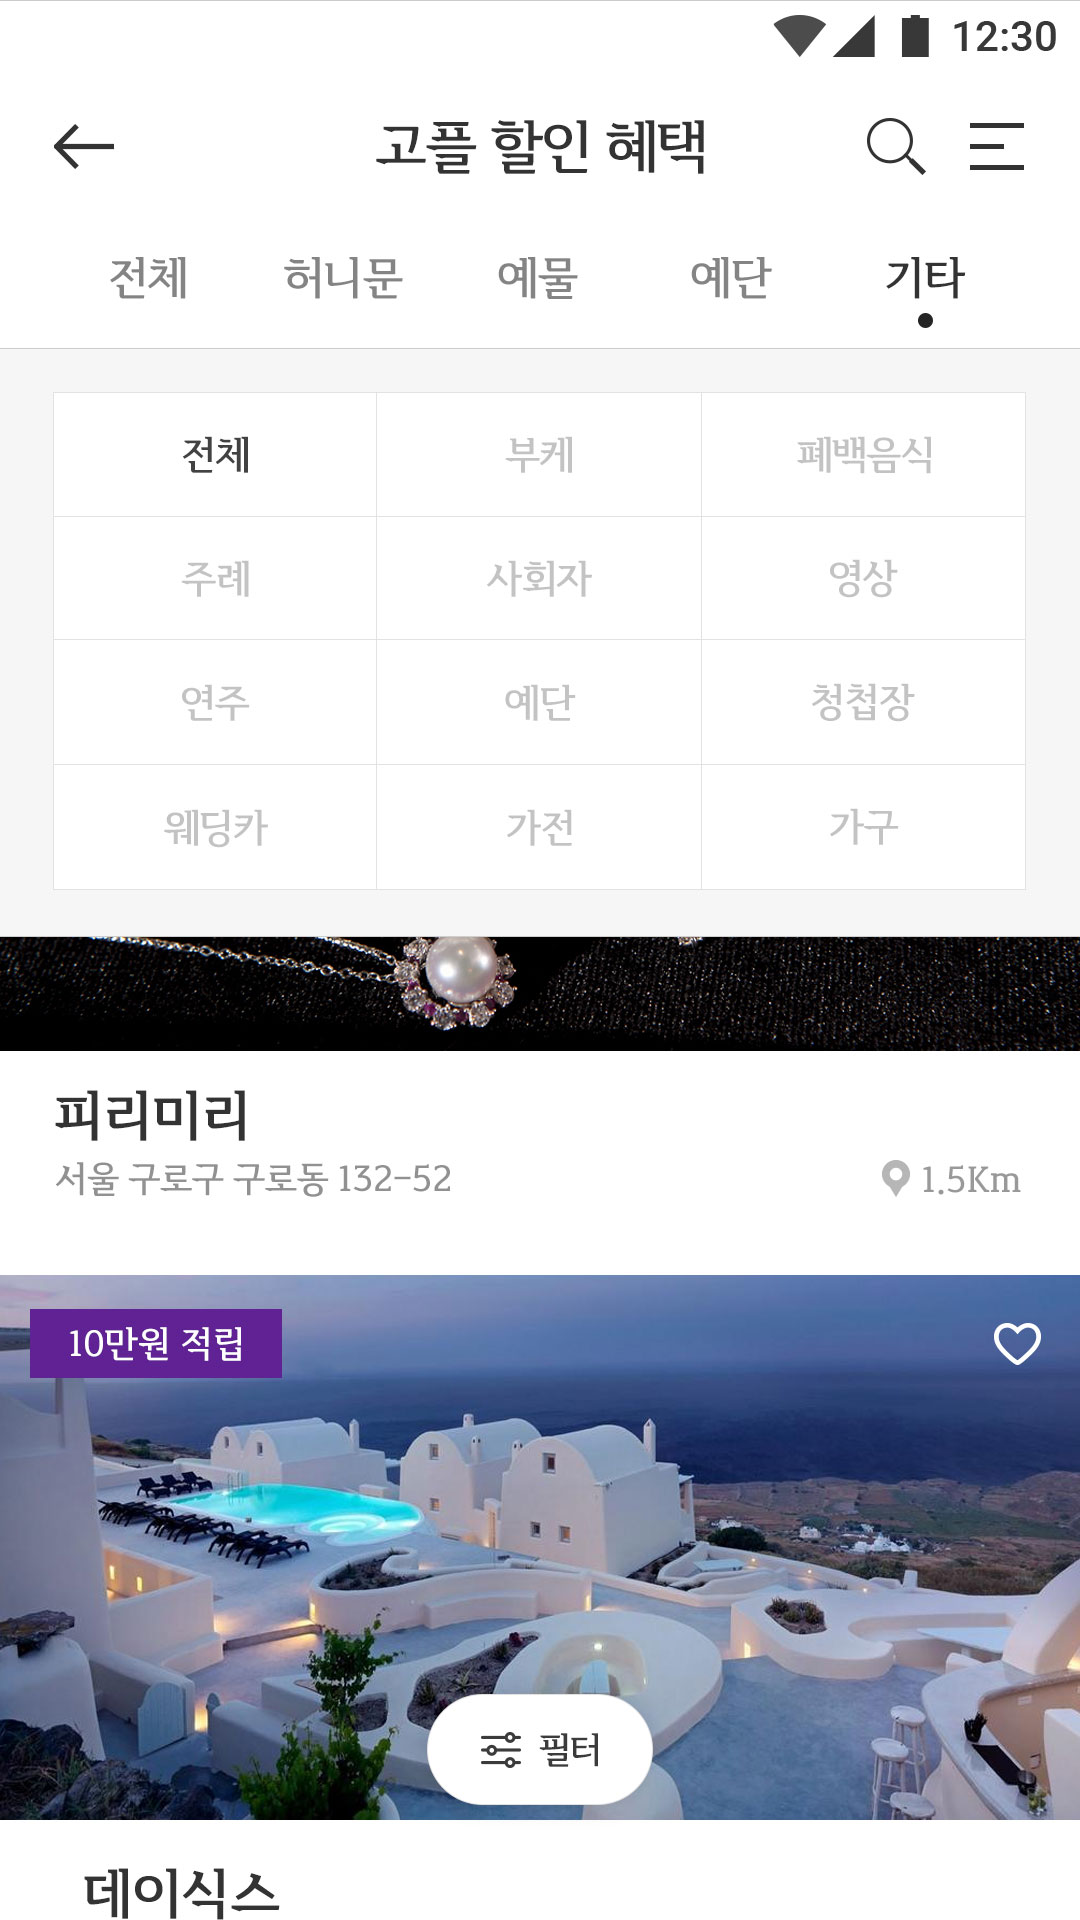 12:30
고플 할인 혜택
전체 허니문 예물 예단 기타
전체 부케 폐백음식
주례 사회자 영상
연주 예단 청첩장
웨딩카 가전 가구
피리미리
서울 구로구 구로동 132-52 1.5Km
10만원 적립
필터
데이식스